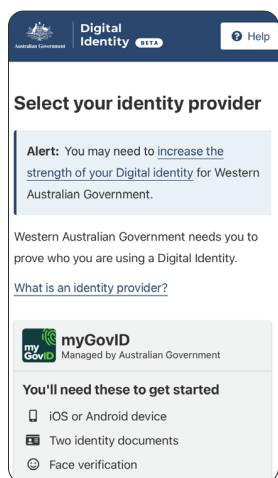 Australian Government
Digital
Identity BETA
Help
Select your identity provider
Alert: You may need to increase the
strength of your Digital identity for Western
Australian Government.
Western Australian Government needs you to
prove who you are using a Digital Identity.
What is an identity provider?
my
GovID
myGovID
Managed by Australian Government
You'll need these to get started
iOS or Android device
Two identity documents
Face verification